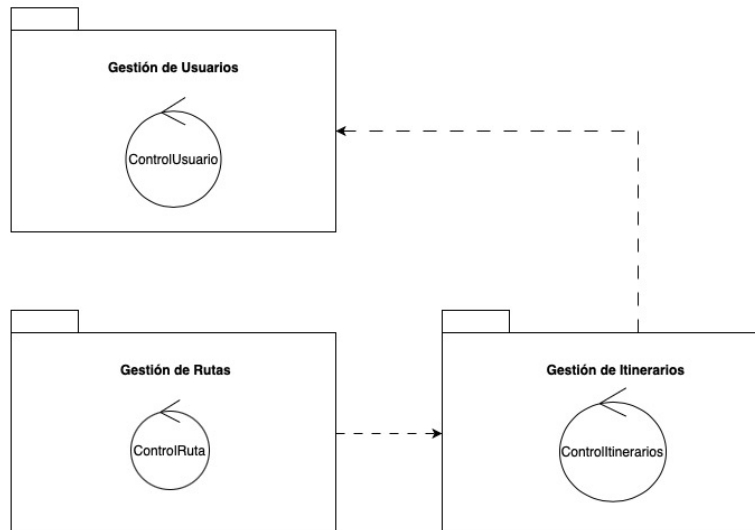 Gestión de Usuarios
ControlUsuario
Gestión de Rutas
ControlRuta
Gestión de Itinerarios
ControlItinerarios